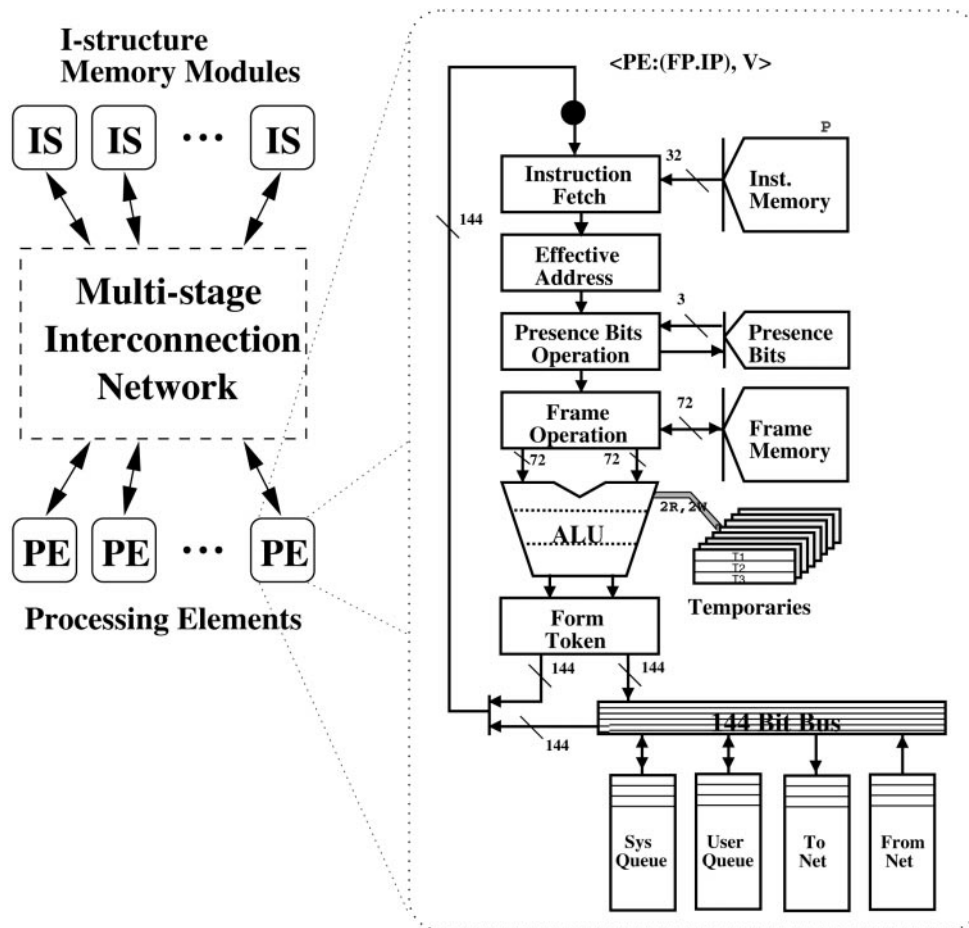 I-structure
Memory Modules
IS
IS
• • •
IS
Multi-stage
Interconnection
Network
PE
PE
• • •
PE
Processing Elements
<PE:(FP.IP), V>
144
Instruction
Fetch
32
P
Inst.
Memory
Effective
Address
Presence Bits
Operation
3
Presence
Bits
Frame
Operation
72
Frame
Memory
72
72
ALU
2R,2W
T1
T2
T3
Temporaries
Form
Token
144
144
144
144 Bit Bus
Sys
Queue
User
Queue
To
Net
From
Net